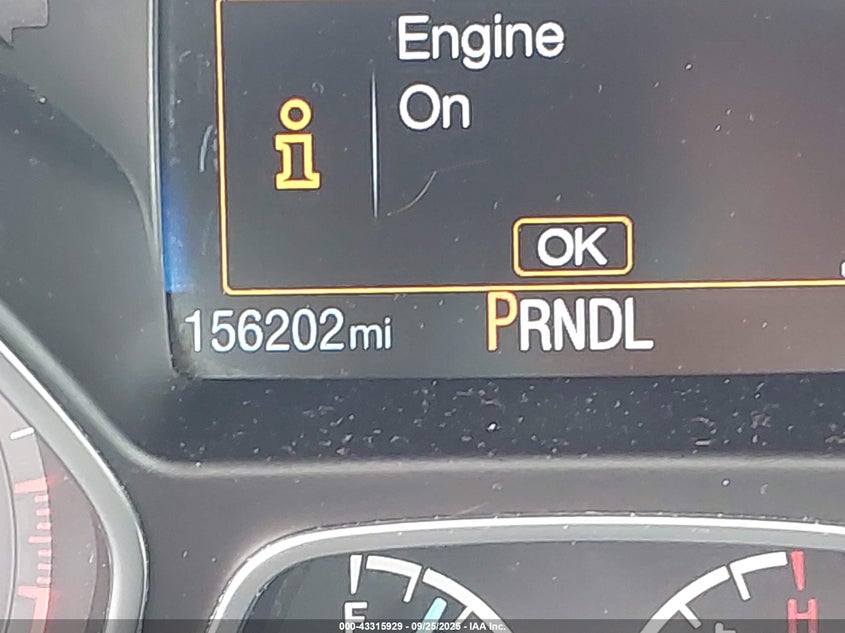 Engine
On
i
OK
156202mi PRNDL
E H
000-43315929 - 09/25/2025 - IAA Inc.